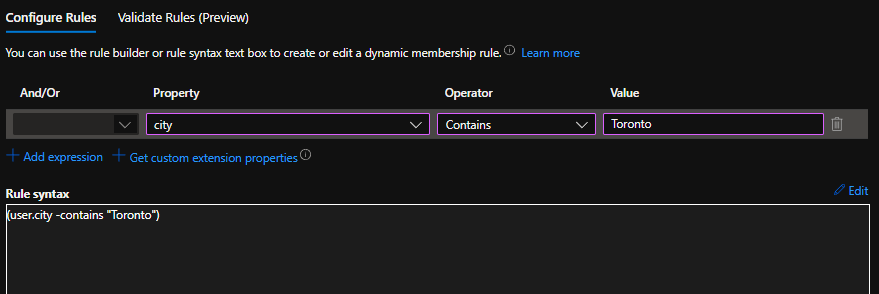 Configure Rules Validate Rules (Preview)
You can use the rule builder or rule syntax text box to create or edit a dynamic membership rule. Learn more
And/Or Property Operator Value
city Contains Toronto
Add expression Get custom extension properties
Rule syntax Edit
(user.city -contains "Toronto")